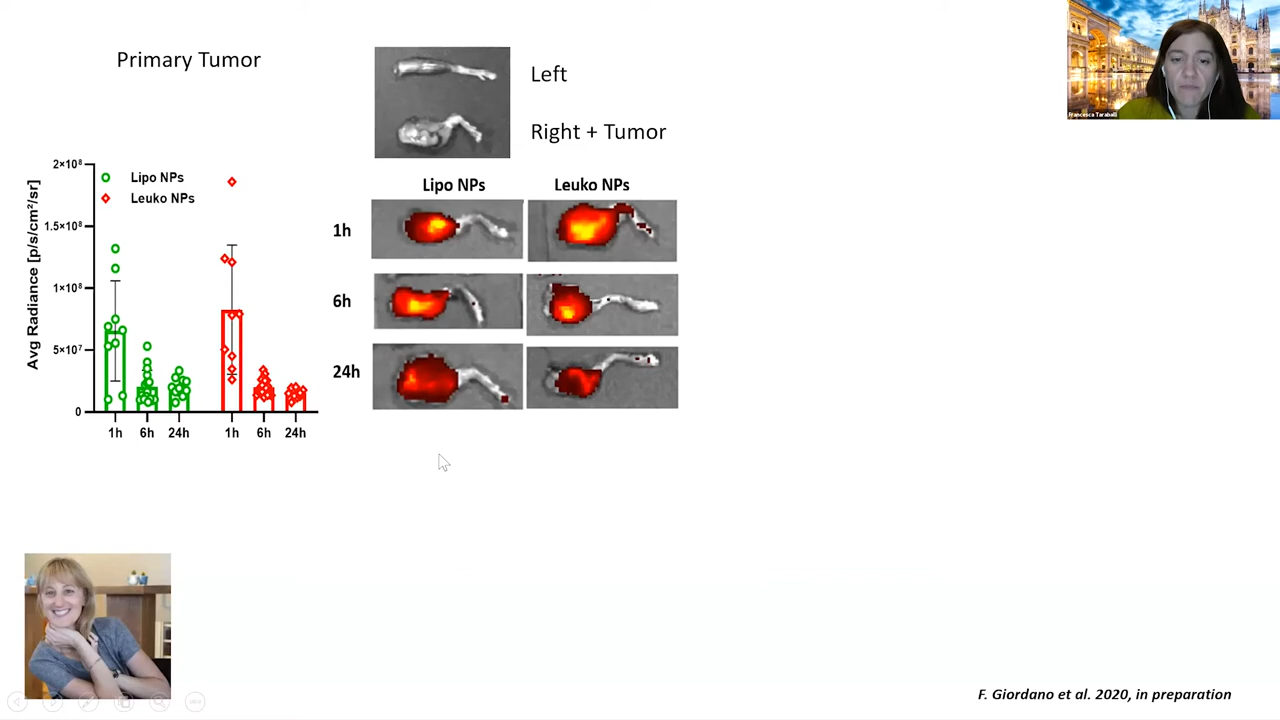 Primary Tumor
Left
Right + Tumor
Francesca Taraballi
Avg Radiance [p/s/cm²/sr]
2×10⁸
1.5×10⁸
1×10⁸
5×10⁷
0
Lipo NPs
Leuko NPs
1h
6h
24h
1h
6h
24h
Lipo NPs
Leuko NPs
1h
6h
24h
F. Giordano et al. 2020, in preparation